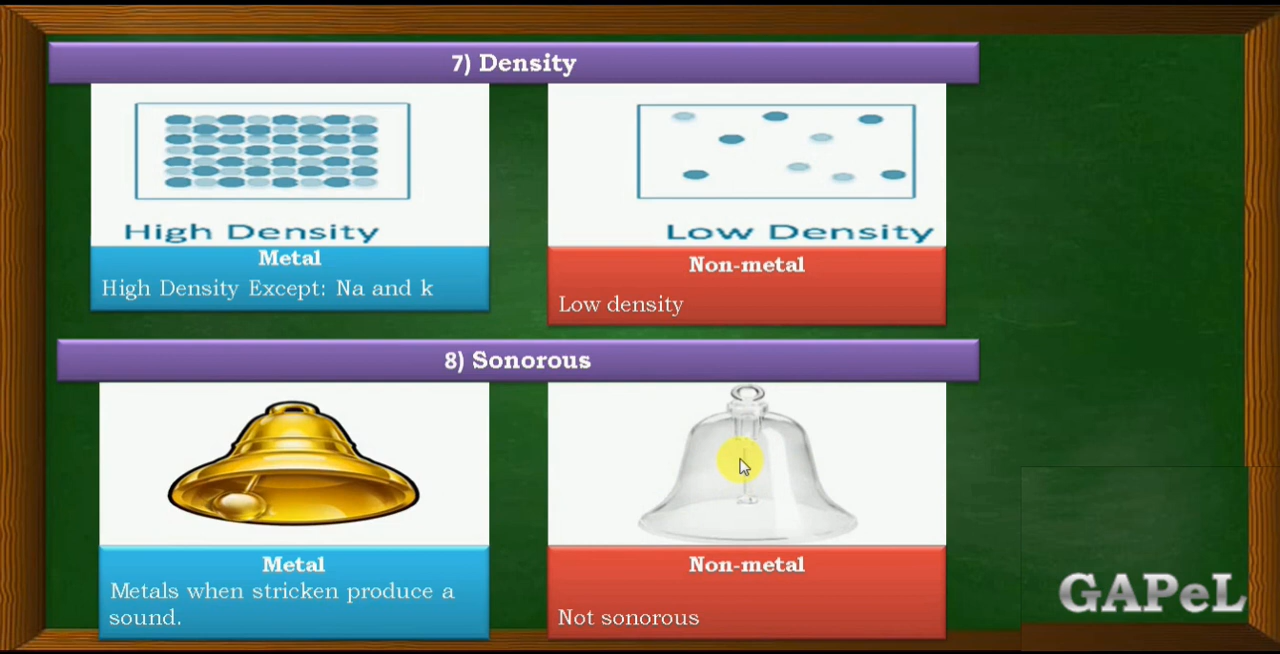 7) Density
High Density
Low Density
Metal
High Density Except: Na and k
Non-metal
Low density
8) Sonorous
Metal
Metals when stricken produce a
sound.
Non-metal
Not sonorous
GAPeL